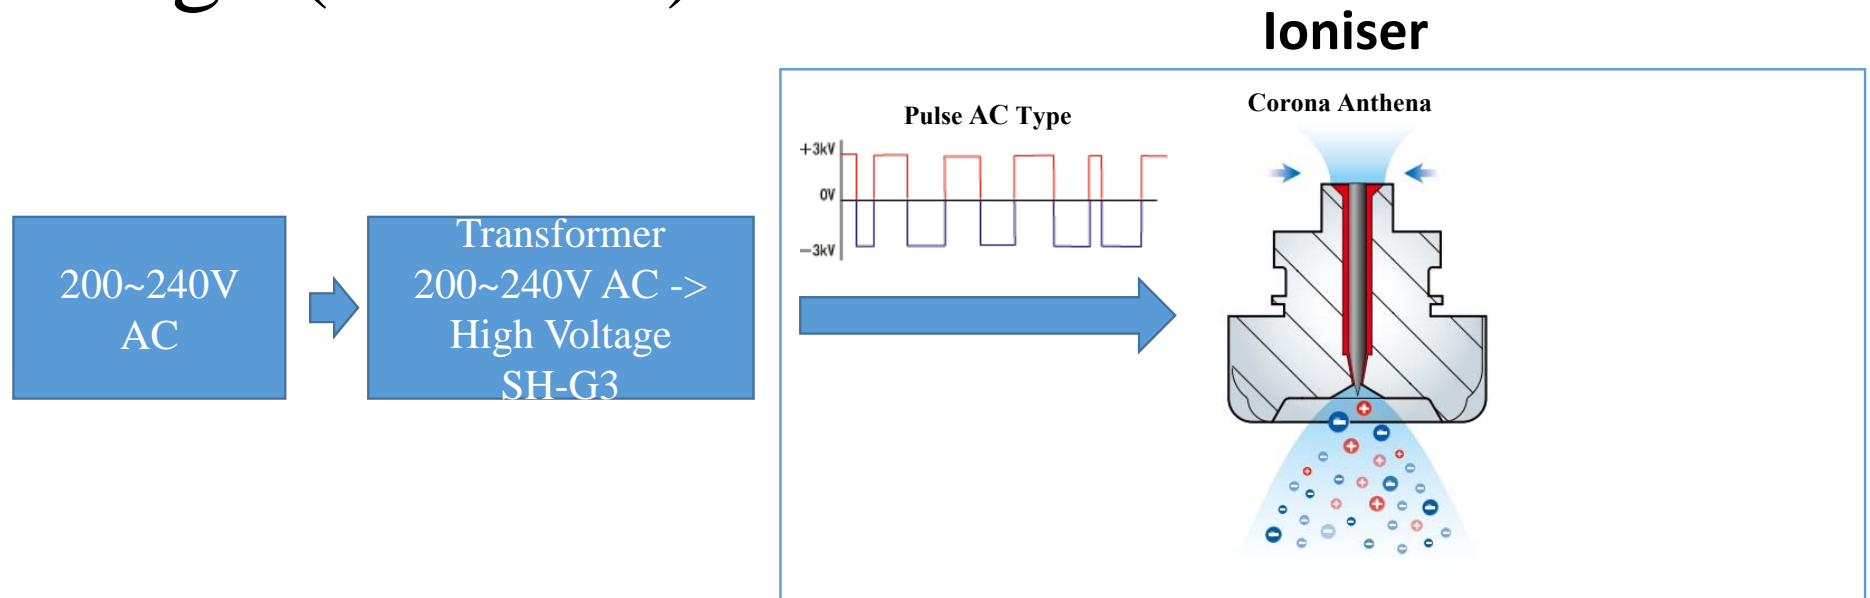 Ioniser
Pulse AC Type
Corona Anthena
+3kV
0V
−3kV
200~240V
AC
Transformer
200~240V AC ->
High Voltage
SH-G3